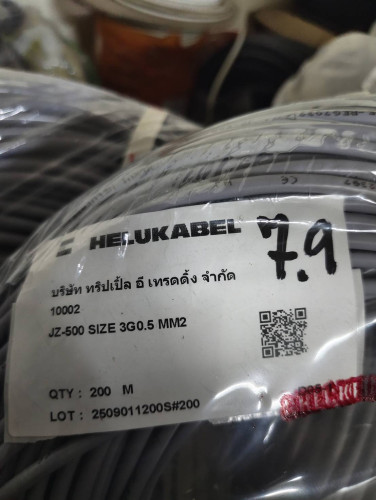 HELUKABEL
7.9
บริษัท ทริปเปิ้ล อี เทรดดิ้ง จำกัด
10002
JZ-500 SIZE 3G0.5 MM2
QTY : 200 M
LOT : 2509011200S#200